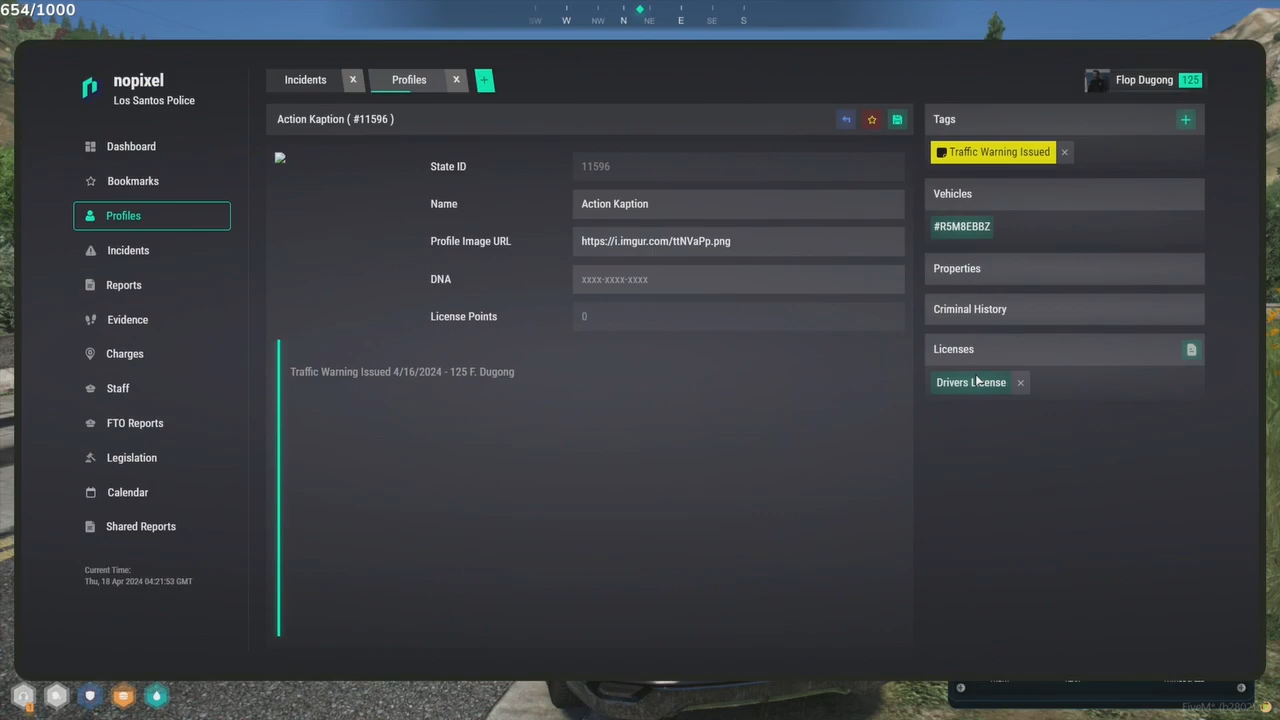 654/1000
SW W NW N NE E SE S
nopixel
Los Santos Police
Dashboard
Bookmarks
Profiles
Incidents
Reports
Evidence
Charges
Staff
FTO Reports
Legislation
Calendar
Shared Reports
Current Time:
Thu, 18 Apr 2024 04:21:53 GMT
Incidents x Profiles x +
Action Kaption ( #11596 )
State ID 11596
Name Action Kaption
Profile Image URL https://i.imgur.com/ttNVaPp.png
DNA xxxx-xxxx-xxxx
License Points 0
Traffic Warning Issued 4/16/2024 - 125 F. Dugong
Flop Dugong 125
Tags +
Traffic Warning Issued ×
Vehicles
#R5M8EBBZ
Properties
Criminal History
Licenses
Drivers License ×